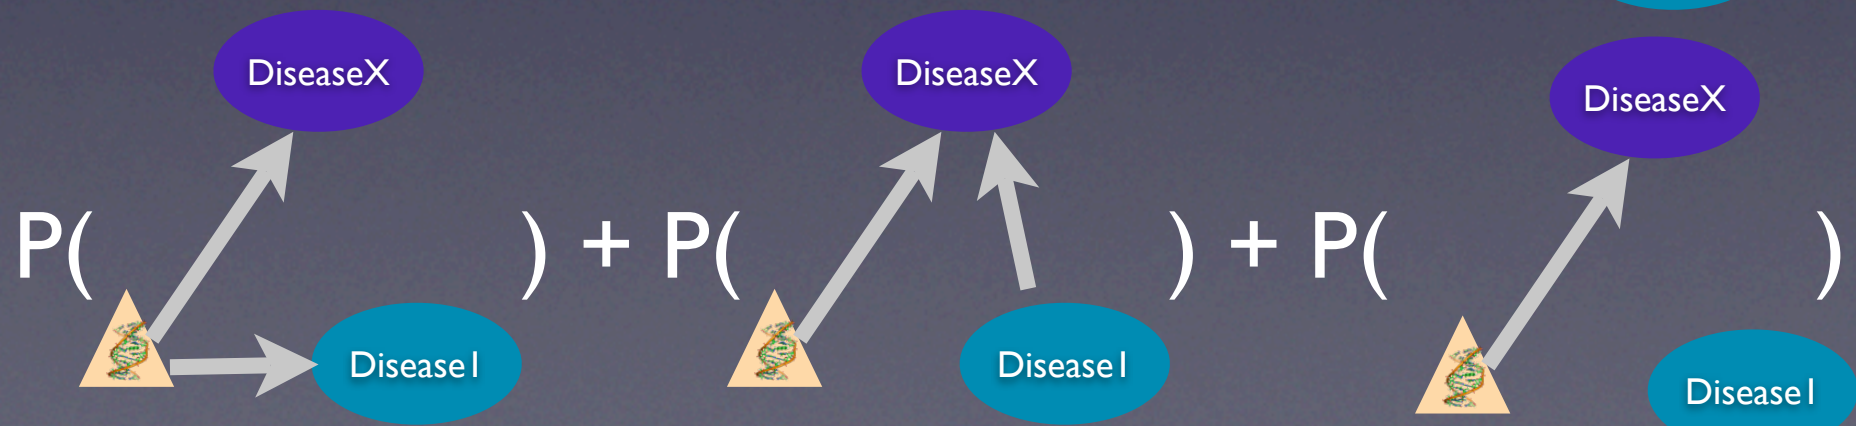 DiseaseX DiseaseX DiseaseX
P( ) + P( ) + P( )
Disease1 Disease1 Disease1